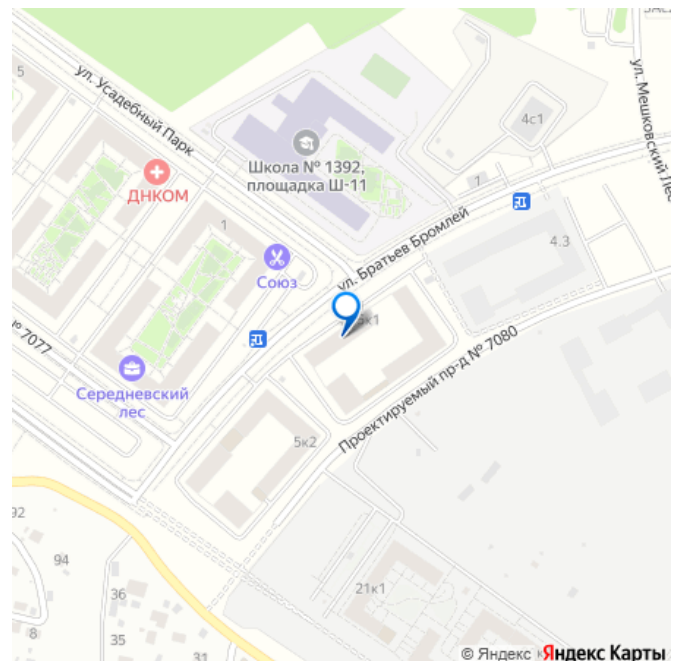 5
ул. Усадебный Парк
ДНКОМ
Школа № 1392,
площадка Ш-11
4с1
ул. Мешковский Лес
1
1
4.3
ул. Братьев Бромлей
Союз
№ 7077
Середневский
лес
5к1
Проектируемый пр-д № 7080
5к2
92
94
36
8
35
31
21к1
© Яндекс
Яндекс Карты